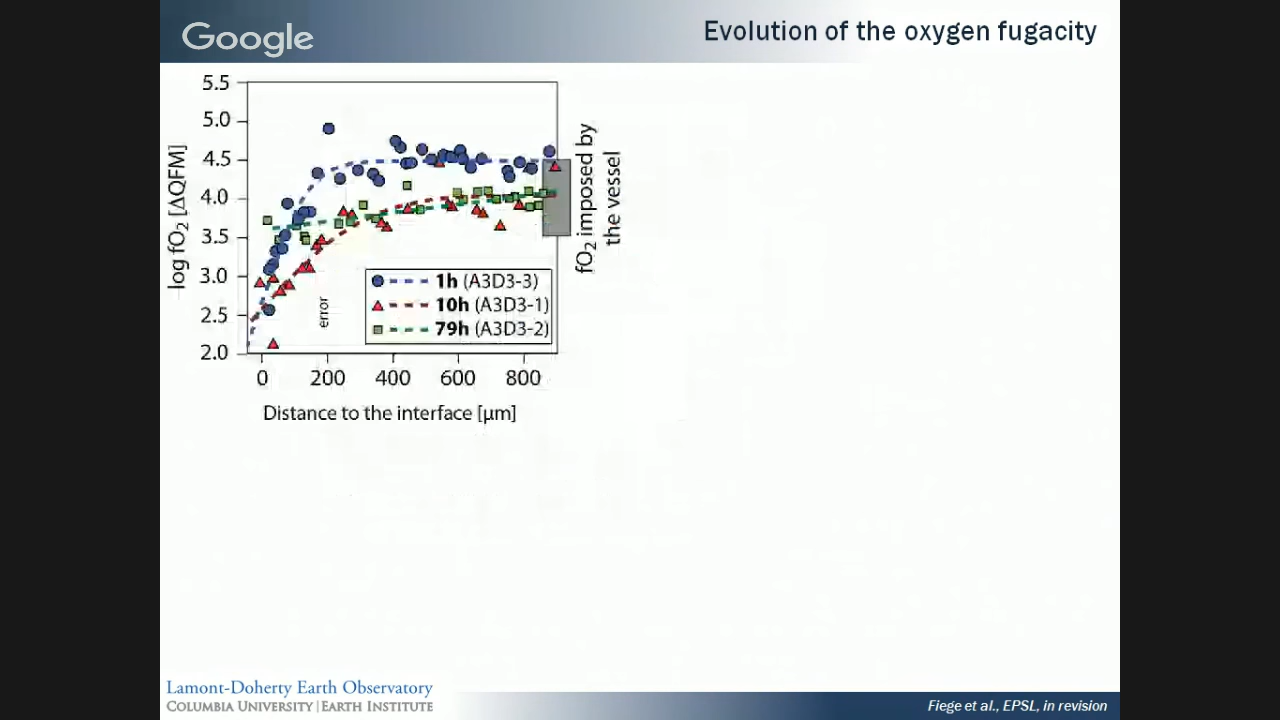 Google
Evolution of the oxygen fugacity
5.5
5.0
4.5
4.0
3.5
3.0
2.5
2.0
log fO2 [ΔQFM]
fO2 imposed by
the vessel
error
1h (A3D3-3)
10h (A3D3-1)
79h (A3D3-2)
0 200 400 600 800
Distance to the interface [µm]
Lamont-Doherty Earth Observatory
COLUMBIA UNIVERSITY | EARTH INSTITUTE
Fiege et al., EPSL, in revision